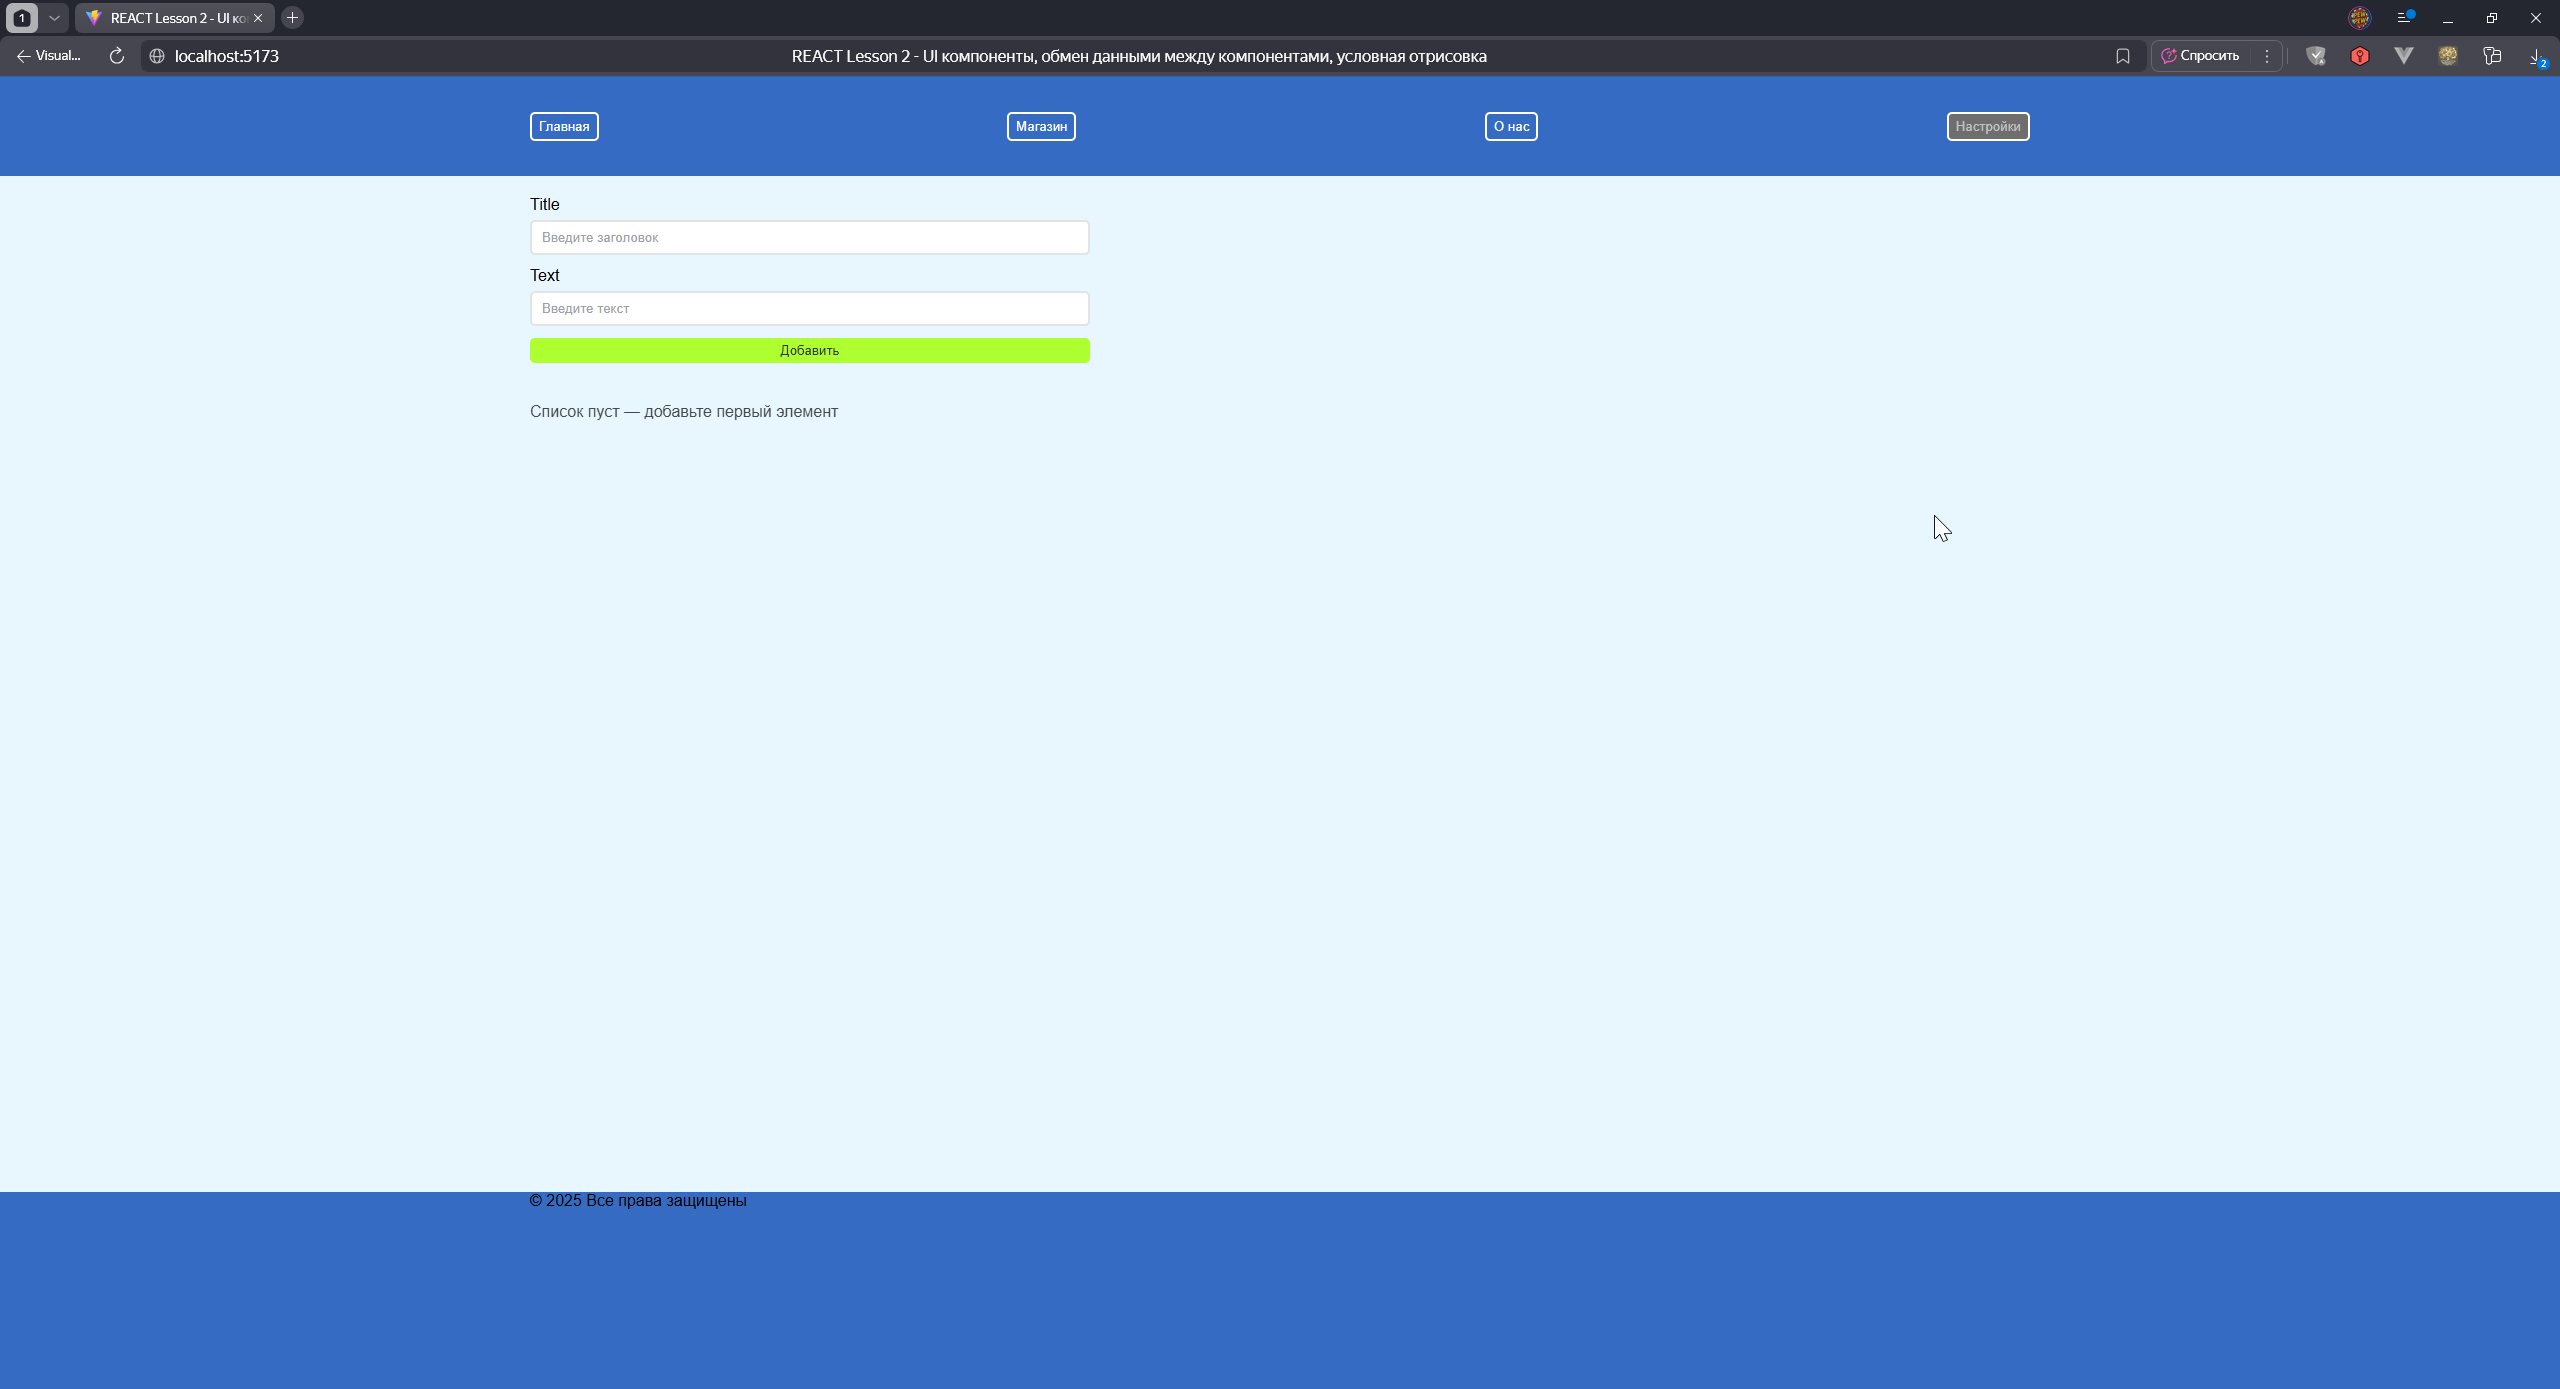 1
REACT Lesson 2 - UI ко
Visual...
localhost:5173
REACT Lesson 2 - UI компоненты, обмен данными между компонентами, условная отрисовка
Спросить
2
Главная
Магазин
О нас
Настройки
Title
Введите заголовок
Text
Введите текст
Добавить
Список пуст — добавьте первый элемент
© 2025 Все права защищены